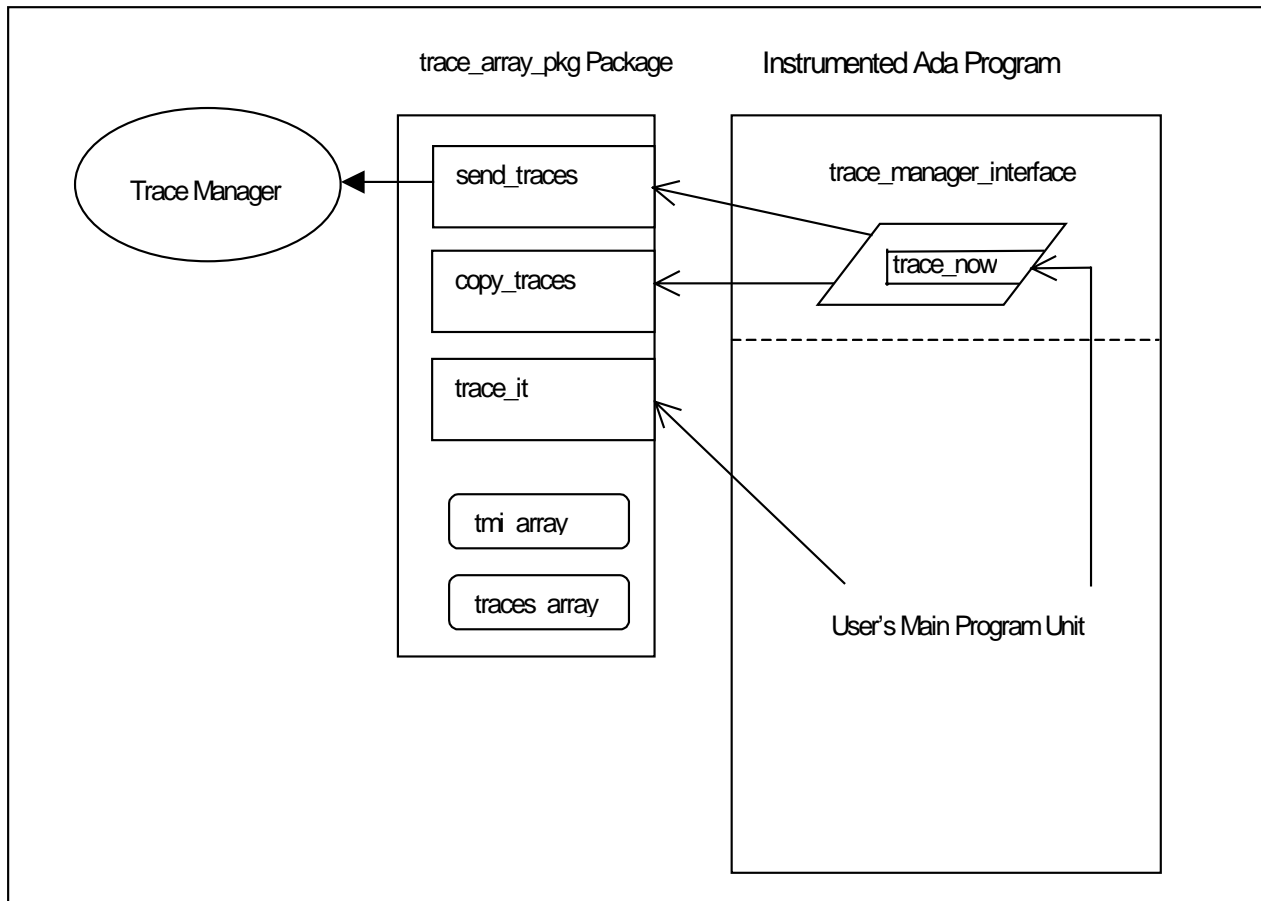 trace_array_pkg Package
Instrumented Ada Program
Trace Manager
send_traces
copy_traces
trace_it
tmi array
traces array
trace_manager_interface
trace_now
User's Main Program Unit